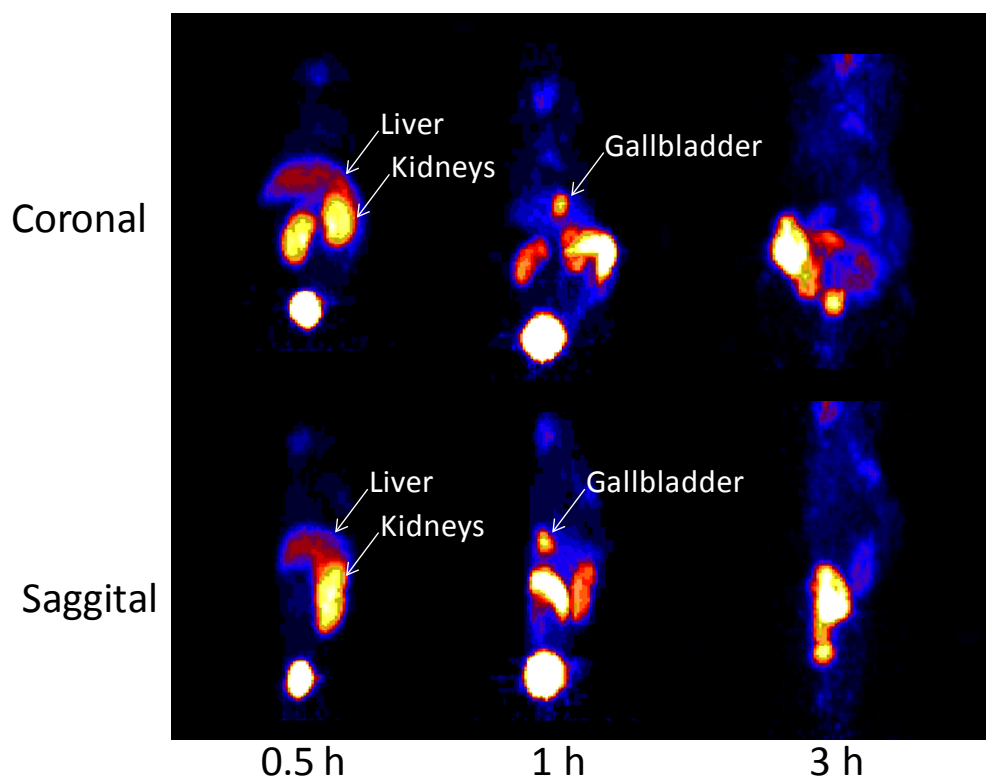 Liver
Kidneys
Gallbladder
Coronal
Liver
Kidneys
Gallbladder
Saggital
0.5 h
1 h
3 h